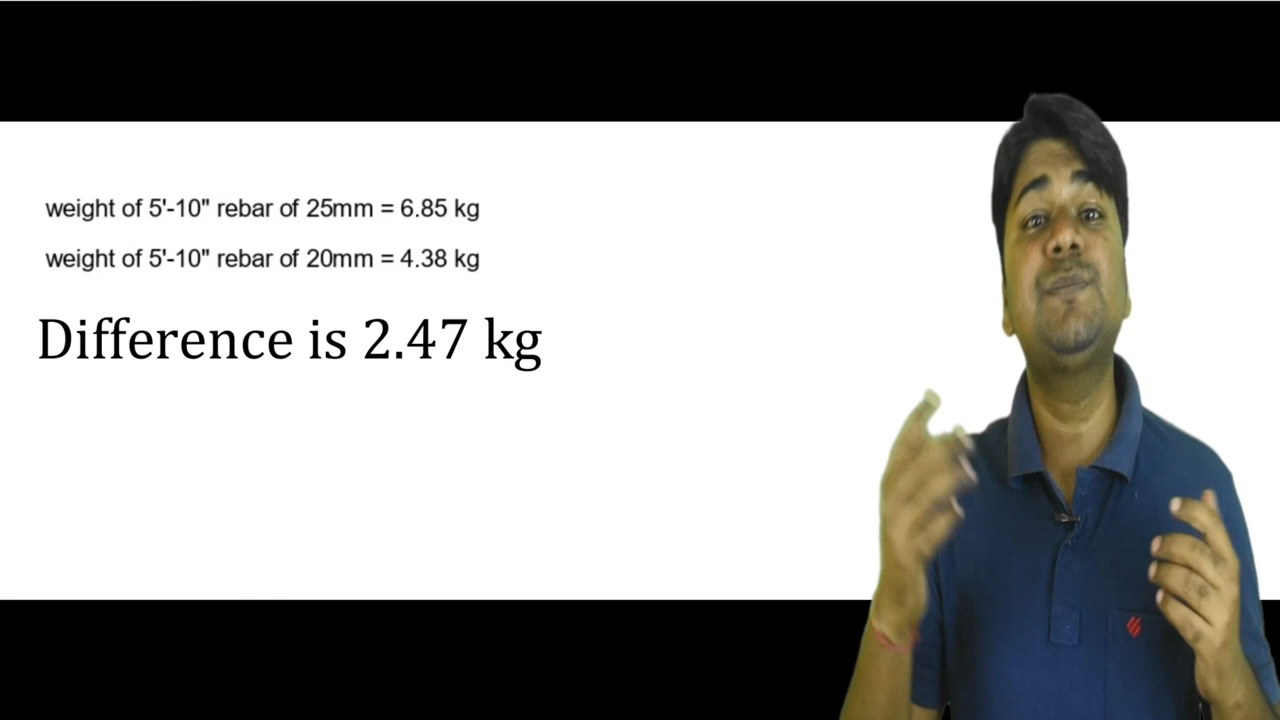 weight of 5'-10" rebar of 25mm = 6.85 kg
weight of 5'-10" rebar of 20mm = 4.38 kg
Difference is 2.47 kg